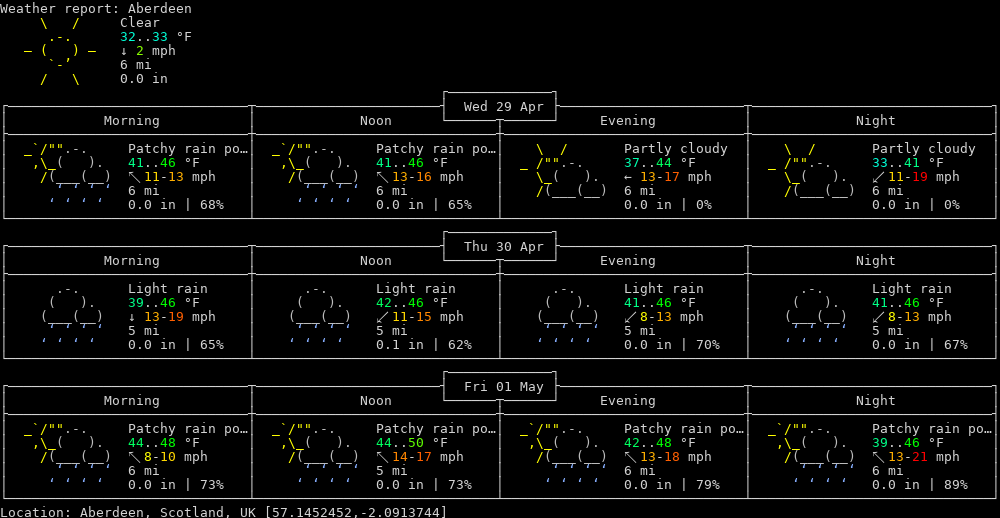 Weather report: Aberdeen
Clear
32..33 °F
↓ 2 mph
6 mi
0.0 in
Wed 29 Apr
Morning Noon Evening Night
Patchy rain po… Patchy rain po… Partly cloudy Partly cloudy
41..46 °F 41..46 °F 37..44 °F 33..41 °F
↖ 11-13 mph ↖ 13-16 mph ← 13-17 mph ↙ 11-19 mph
6 mi 6 mi 6 mi 6 mi
0.0 in | 68% 0.0 in | 65% 0.0 in | 0% 0.0 in | 0%
Thu 30 Apr
Morning Noon Evening Night
Light rain Light rain Light rain Light rain
39..46 °F 42..46 °F 41..46 °F 41..46 °F
↓ 13-19 mph ↙ 11-15 mph ↙ 8-13 mph ↙ 8-13 mph
5 mi 5 mi 5 mi 5 mi
0.0 in | 65% 0.1 in | 62% 0.0 in | 70% 0.0 in | 67%
Fri 01 May
Morning Noon Evening Night
Patchy rain po… Patchy rain po… Patchy rain po… Patchy rain po…
44..48 °F 44..50 °F 42..48 °F 39..46 °F
↖ 8-10 mph ↖ 14-17 mph ↖ 13-18 mph ↖ 13-21 mph
6 mi 5 mi 6 mi 6 mi
0.0 in | 73% 0.0 in | 73% 0.0 in | 79% 0.0 in | 89%
Location: Aberdeen, Scotland, UK [57.1452452,-2.0913744]